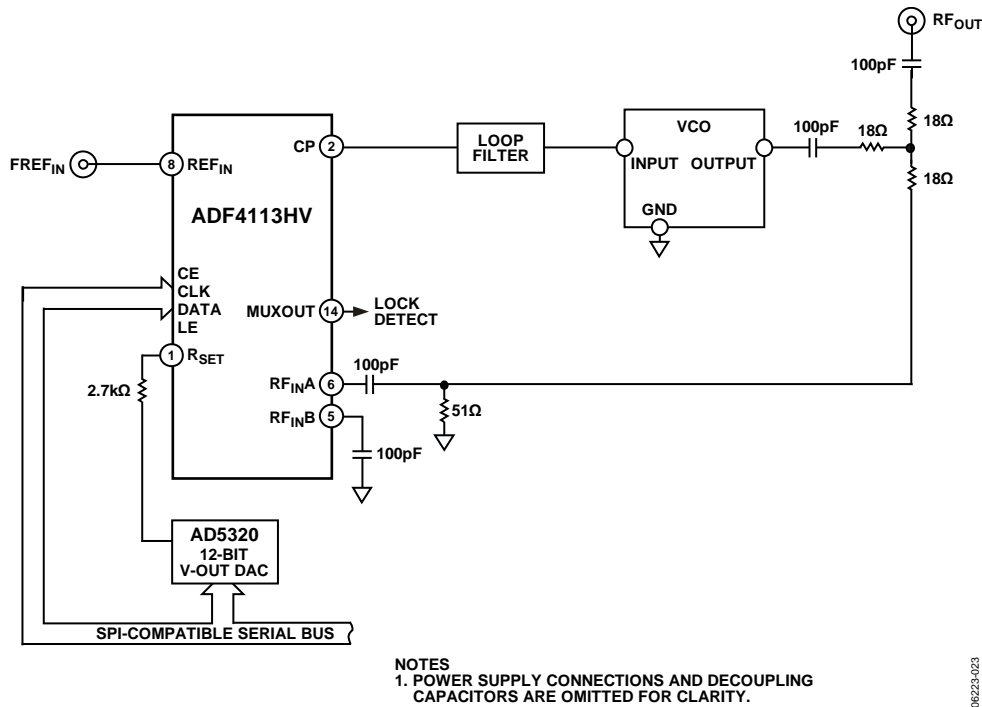 RFOUT
100pF
18Ω
18Ω
18Ω
100pF
VCO
INPUT OUTPUT
GND
LOOP
FILTER
CP 2
FREFIN
8 REFIN
ADF4113HV
CE
CLK
DATA
LE
MUXOUT 14
LOCK
DETECT
1 RSET
2.7kΩ
100pF
RFINA 6
RFINB 5
51Ω
100pF
AD5320
12-BIT
V-OUT DAC
SPI-COMPATIBLE SERIAL BUS
NOTES
1. POWER SUPPLY CONNECTIONS AND DECOUPLING
CAPACITORS ARE OMITTED FOR CLARITY.
06223-023